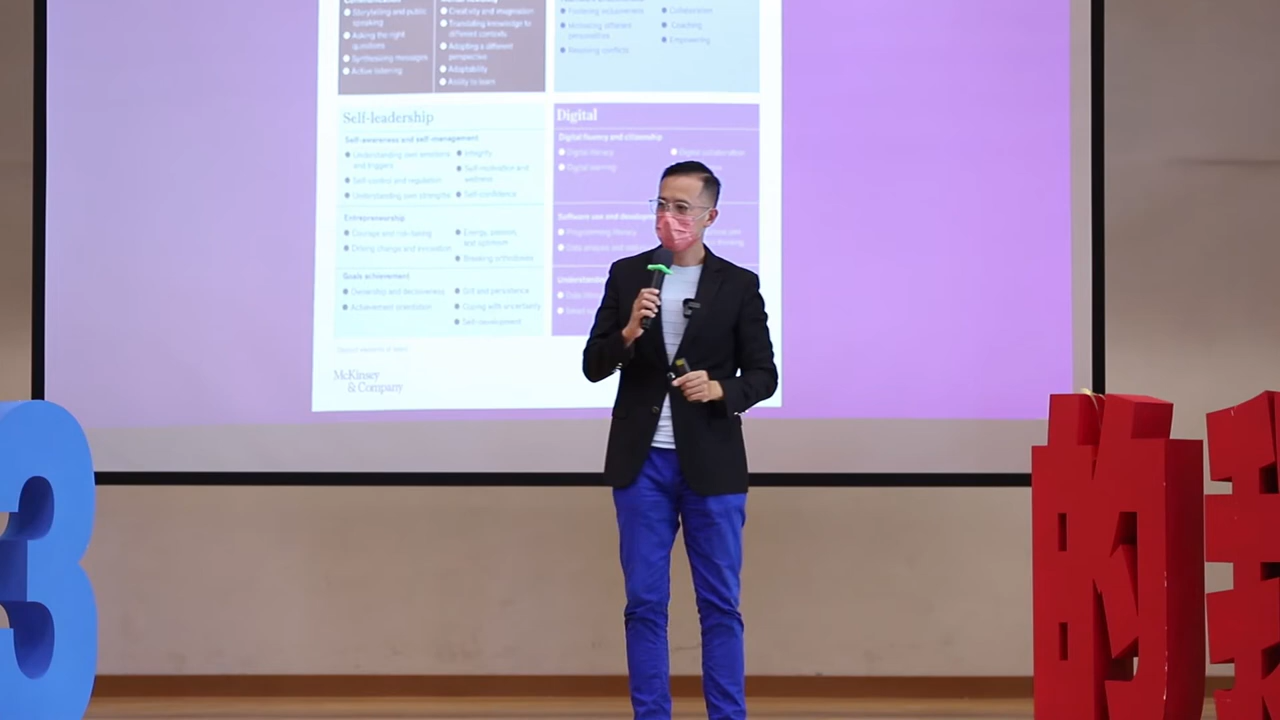 Communication
Storytelling and public
speaking
Asking the right
questions
Synthesizing messages
Active listening
Creativity and imagination
Translating knowledge to
different contexts
Adopting a different
perspective
Adaptability
Ability to learn
Fostering inclusiveness
Motivating different
personalities
Resolving conflicts
Collaboration
Coaching
Empowering
Self-leadership
Self-awareness and self-management
Understanding own emotions
and triggers
Self-control and regulation
Understanding own strengths
Integrity
Self-motivation and
wellness
Self-confidence
Entrepreneurship
Courage and risk-taking
Driving change and innovation
Energy, passion,
and optimism
Breaking orthodoxies
Goals achievement
Ownership and decisiveness
Achievement orientation
Grit and persistence
Coping with uncertainty
Self-development
Digital
Digital fluency and citizenship
Digital literacy
Digital learning
Digital collaboration
Software use and develop
Programming literacy
Data analysis and
McKinsey
& Company
3
的